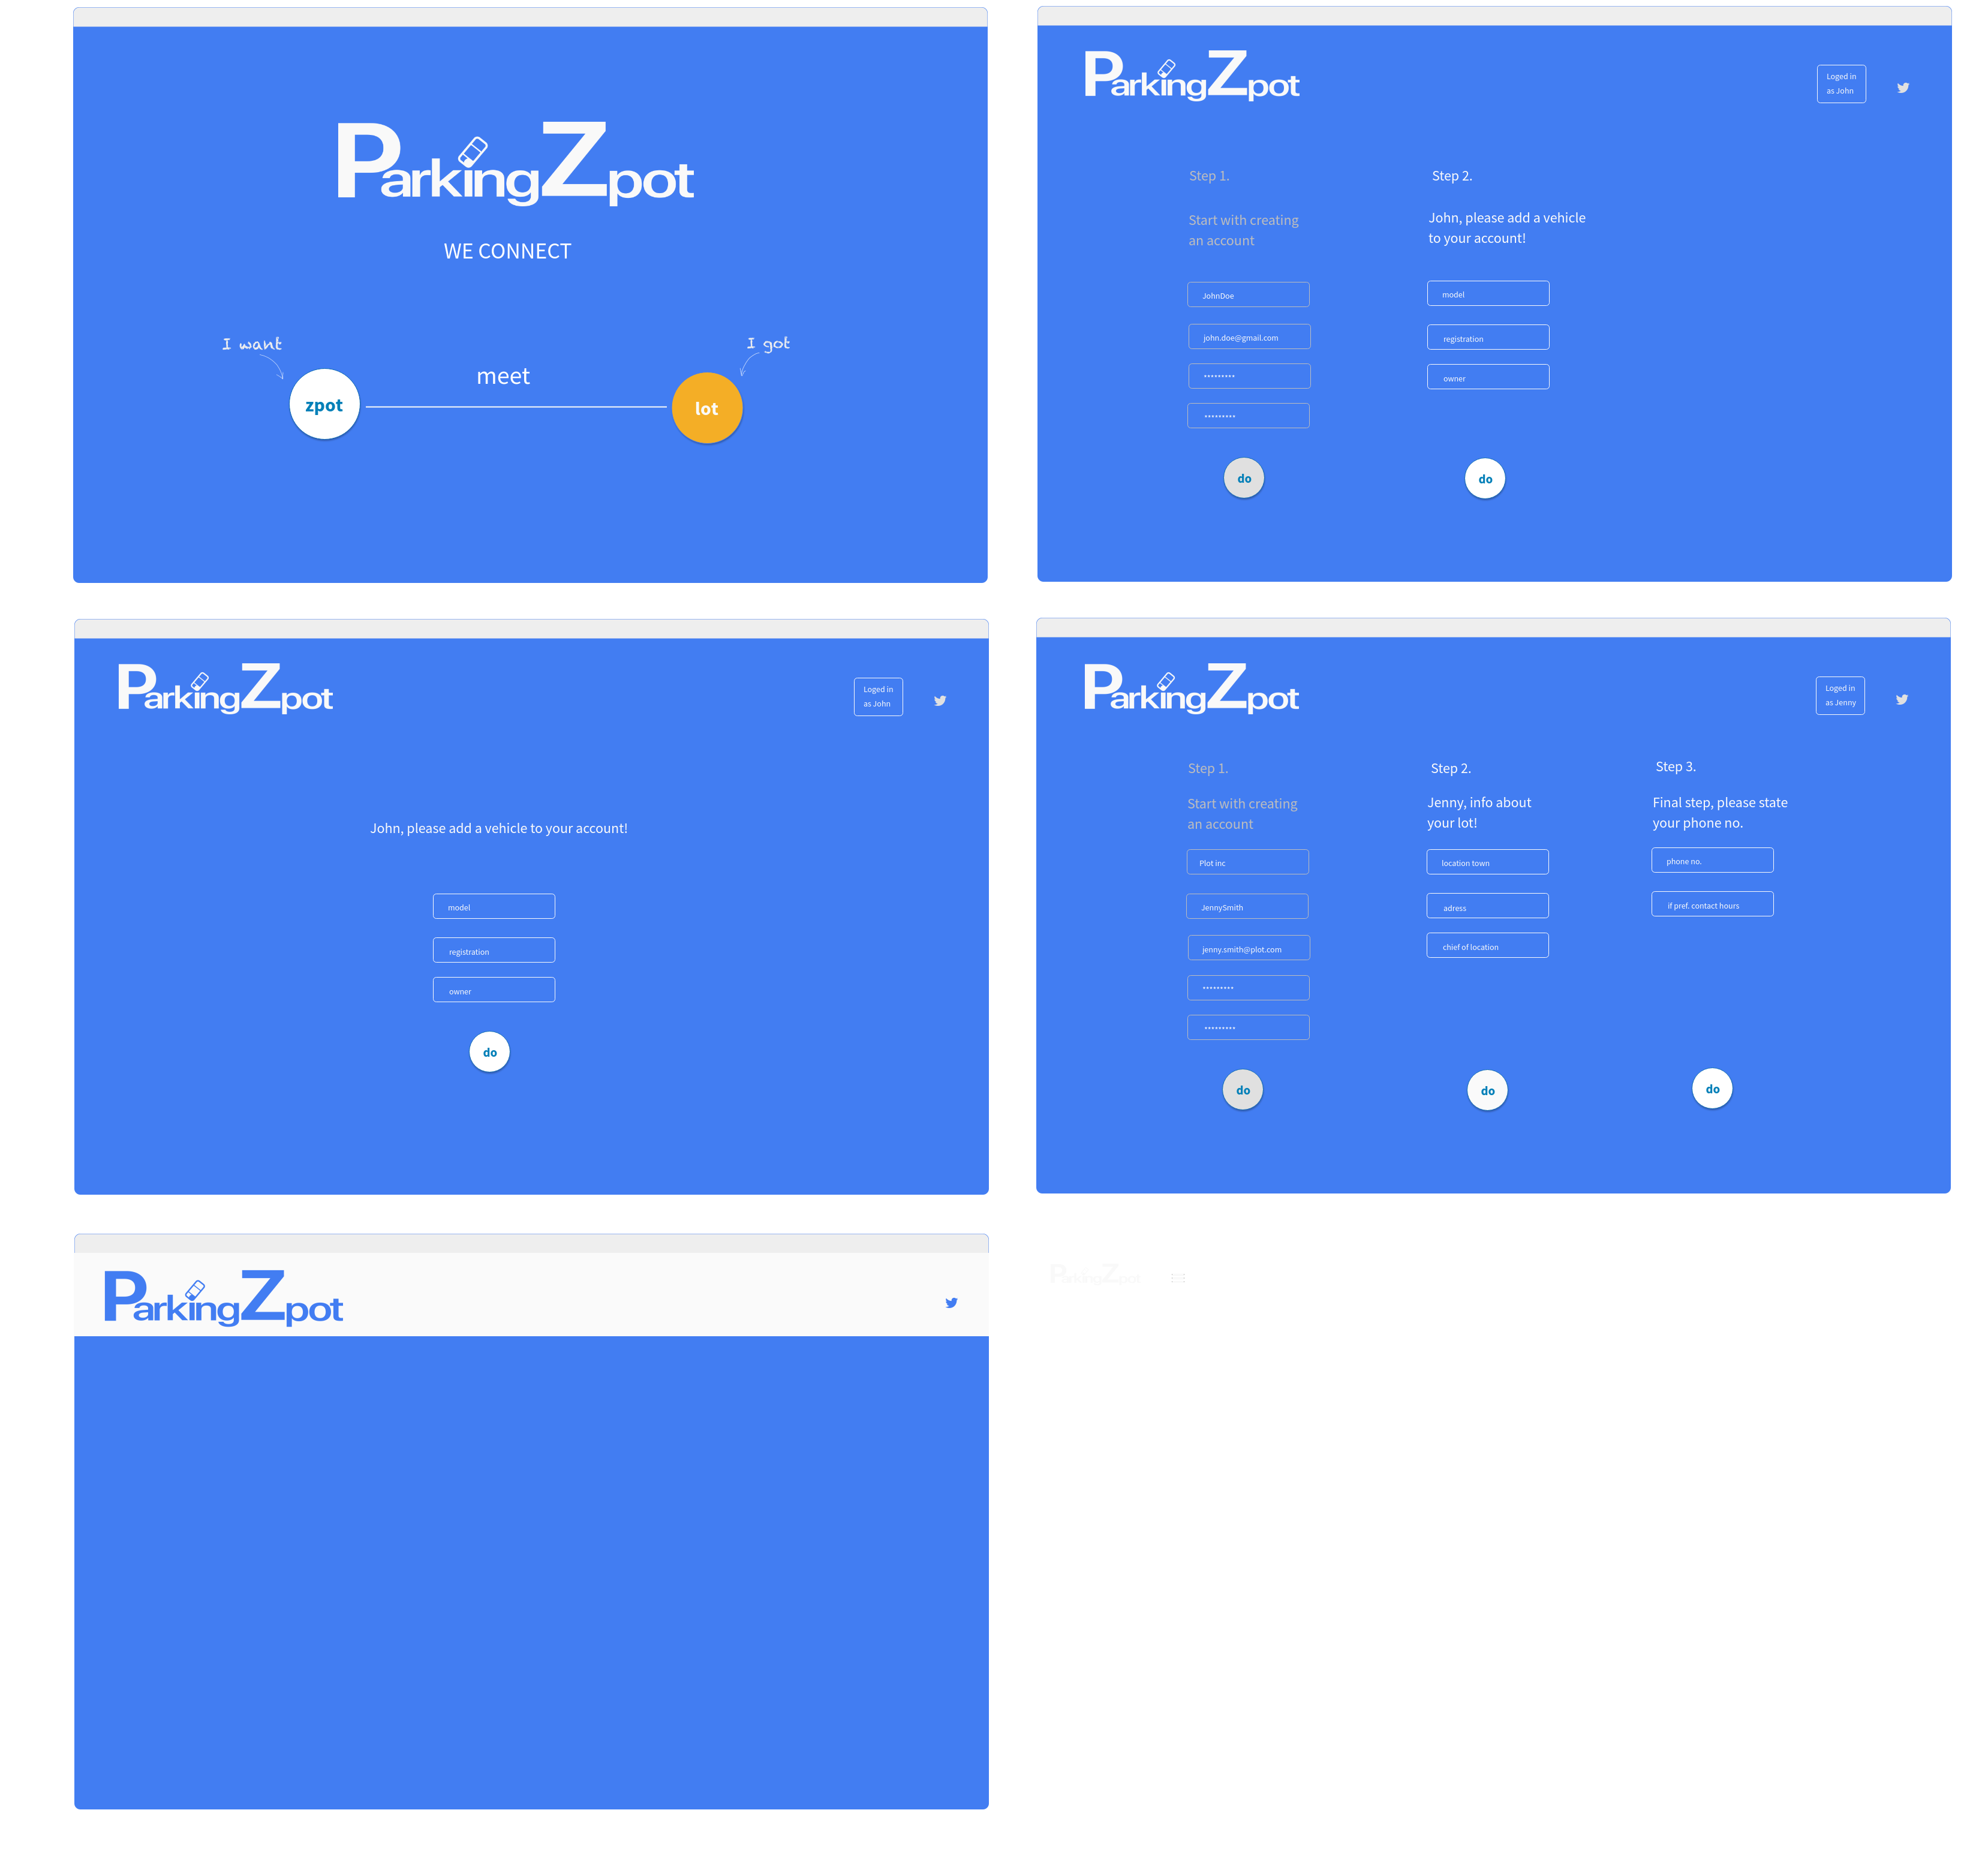 ParkingZpot
WE CONNECT
I want
I got
meet
zpot
lot
ParkingZpot
Loged in
as John
Step 1.
Start with creating
an account
JohnDoe
john.doe@gmail.com
*********
*********
do
Step 2.
John, please add a vehicle
to your account!
model
registration
owner
do
ParkingZpot
Loged in
as John
John, please add a vehicle to your account!
model
registration
owner
do
ParkingZpot
Loged in
as Jenny
Step 1.
Start with creating
an account
Plot inc
JennySmith
jenny.smith@plot.com
*********
*********
do
Step 2.
Jenny, info about
your lot!
location town
adress
chief of location
do
Step 3.
Final step, please state
your phone no.
phone no.
if pref. contact hours
do
ParkingZpot
ParkingZpot